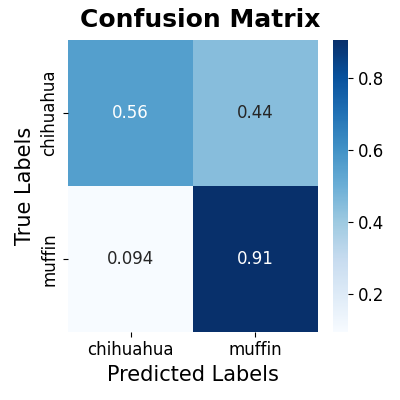 Confusion Matrix
True Labels
chihuahua
muffin
0.56 0.44
0.094 0.91
chihuahua muffin
Predicted Labels
0.8
0.6
0.4
0.2